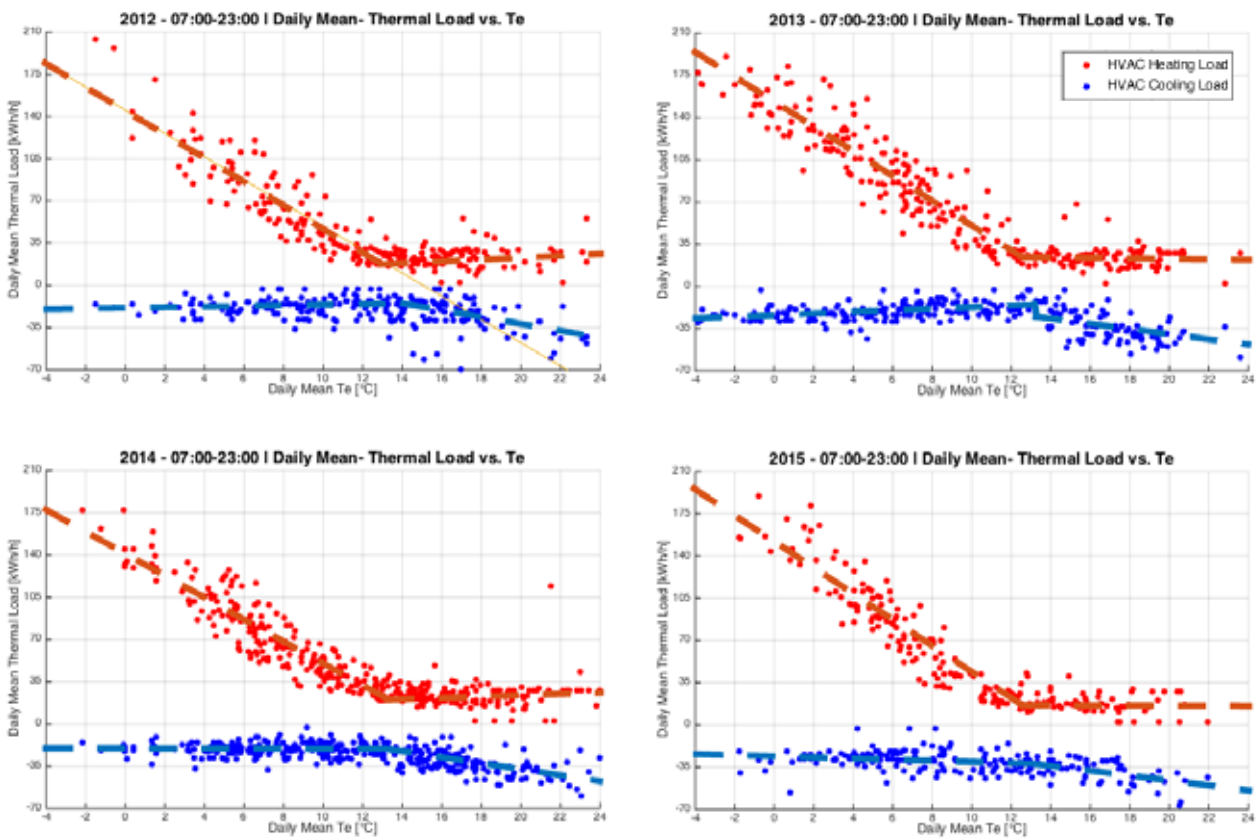 2012 - 07:00-23:00 I Daily Mean- Thermal Load vs. Te
210
175
140
105
70
35
0
-35
-70
Daily Mean Thermal Load [kWh/h]
-4 -2 0 2 4 6 8 10 12 14 16 18 20 22 24
Daily Mean Te [°C]
2013 - 07:00-23:00 I Daily Mean- Thermal Load vs. Te
HVAC Heating Load
HVAC Cooling Load
210
175
140
105
70
35
0
-35
-70
Daily Mean Thermal Load [kWh/h]
-4 -2 0 2 4 6 8 10 12 14 16 18 20 22 24
Daily Mean Te [°C]
2014 - 07:00-23:00 I Daily Mean- Thermal Load vs. Te
210
175
140
105
70
35
0
-35
-70
Daily Mean Thermal Load [kWh/h]
-4 -2 0 2 4 6 8 10 12 14 16 18 20 22 24
Daily Mean Te [°C]
2015 - 07:00-23:00 I Daily Mean- Thermal Load vs. Te
210
175
140
105
70
35
0
-35
-70
Daily Mean Thermal Load [kWh/h]
-4 -2 0 2 4 6 8 10 12 14 16 18 20 22 24
Daily Mean Te [°C]